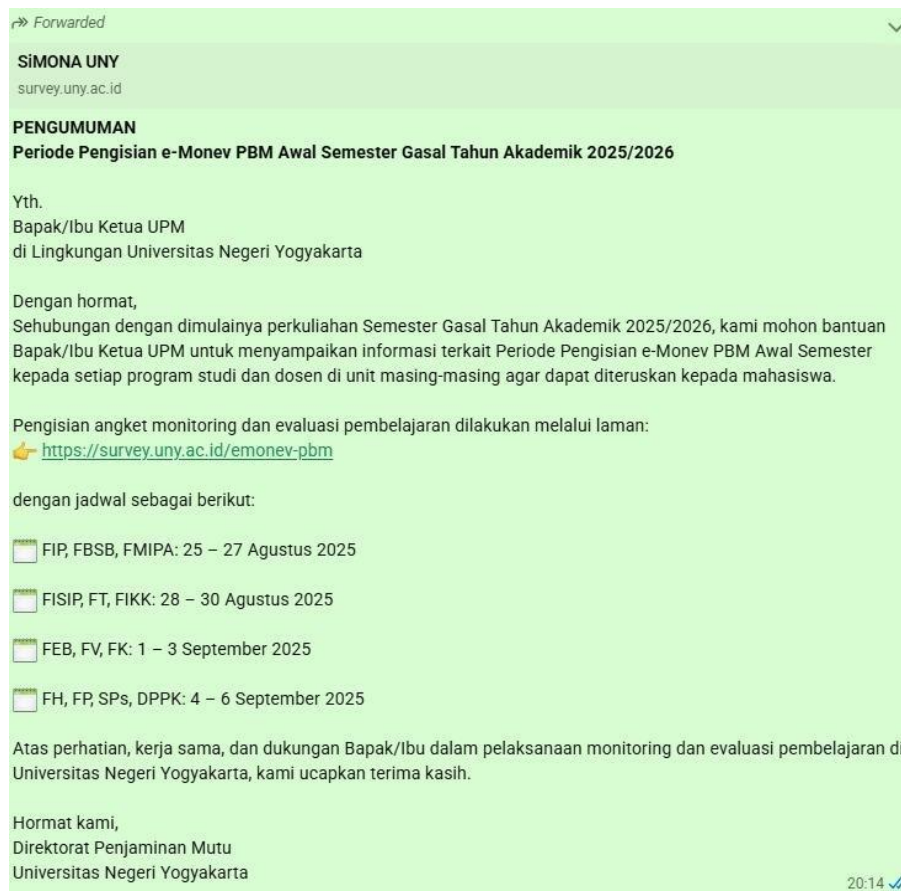 Forwarded
SiMONA UNY
survey.uny.ac.id
PENGUMUMAN
Periode Pengisian e-Monev PBM Awal Semester Gasal Tahun Akademik 2025/2026
Yth.
Bapak/Ibu Ketua UPM
di Lingkungan Universitas Negeri Yogyakarta
Dengan hormat,
Sehubungan dengan dimulainya perkuliahan Semester Gasal Tahun Akademik 2025/2026, kami mohon bantuan
Bapak/Ibu Ketua UPM untuk menyampaikan informasi terkait Periode Pengisian e-Monev PBM Awal Semester
kepada setiap program studi dan dosen di unit masing-masing agar dapat diteruskan kepada mahasiswa.
Pengisian angket monitoring dan evaluasi pembelajaran dilakukan melalui laman:
👉 https://survey.uny.ac.id/emonev-pbm
dengan jadwal sebagai berikut:
FIP, FBSB, FMIPA: 25 – 27 Agustus 2025
FISIP, FT, FIKK: 28 – 30 Agustus 2025
FEB, FV, FK: 1 – 3 September 2025
FH, FP, SPs, DPPK: 4 – 6 September 2025
Atas perhatian, kerja sama, dan dukungan Bapak/Ibu dalam pelaksanaan monitoring dan evaluasi pembelajaran di
Universitas Negeri Yogyakarta, kami ucapkan terima kasih.
Hormat kami,
Direktorat Penjaminan Mutu
Universitas Negeri Yogyakarta
20:14